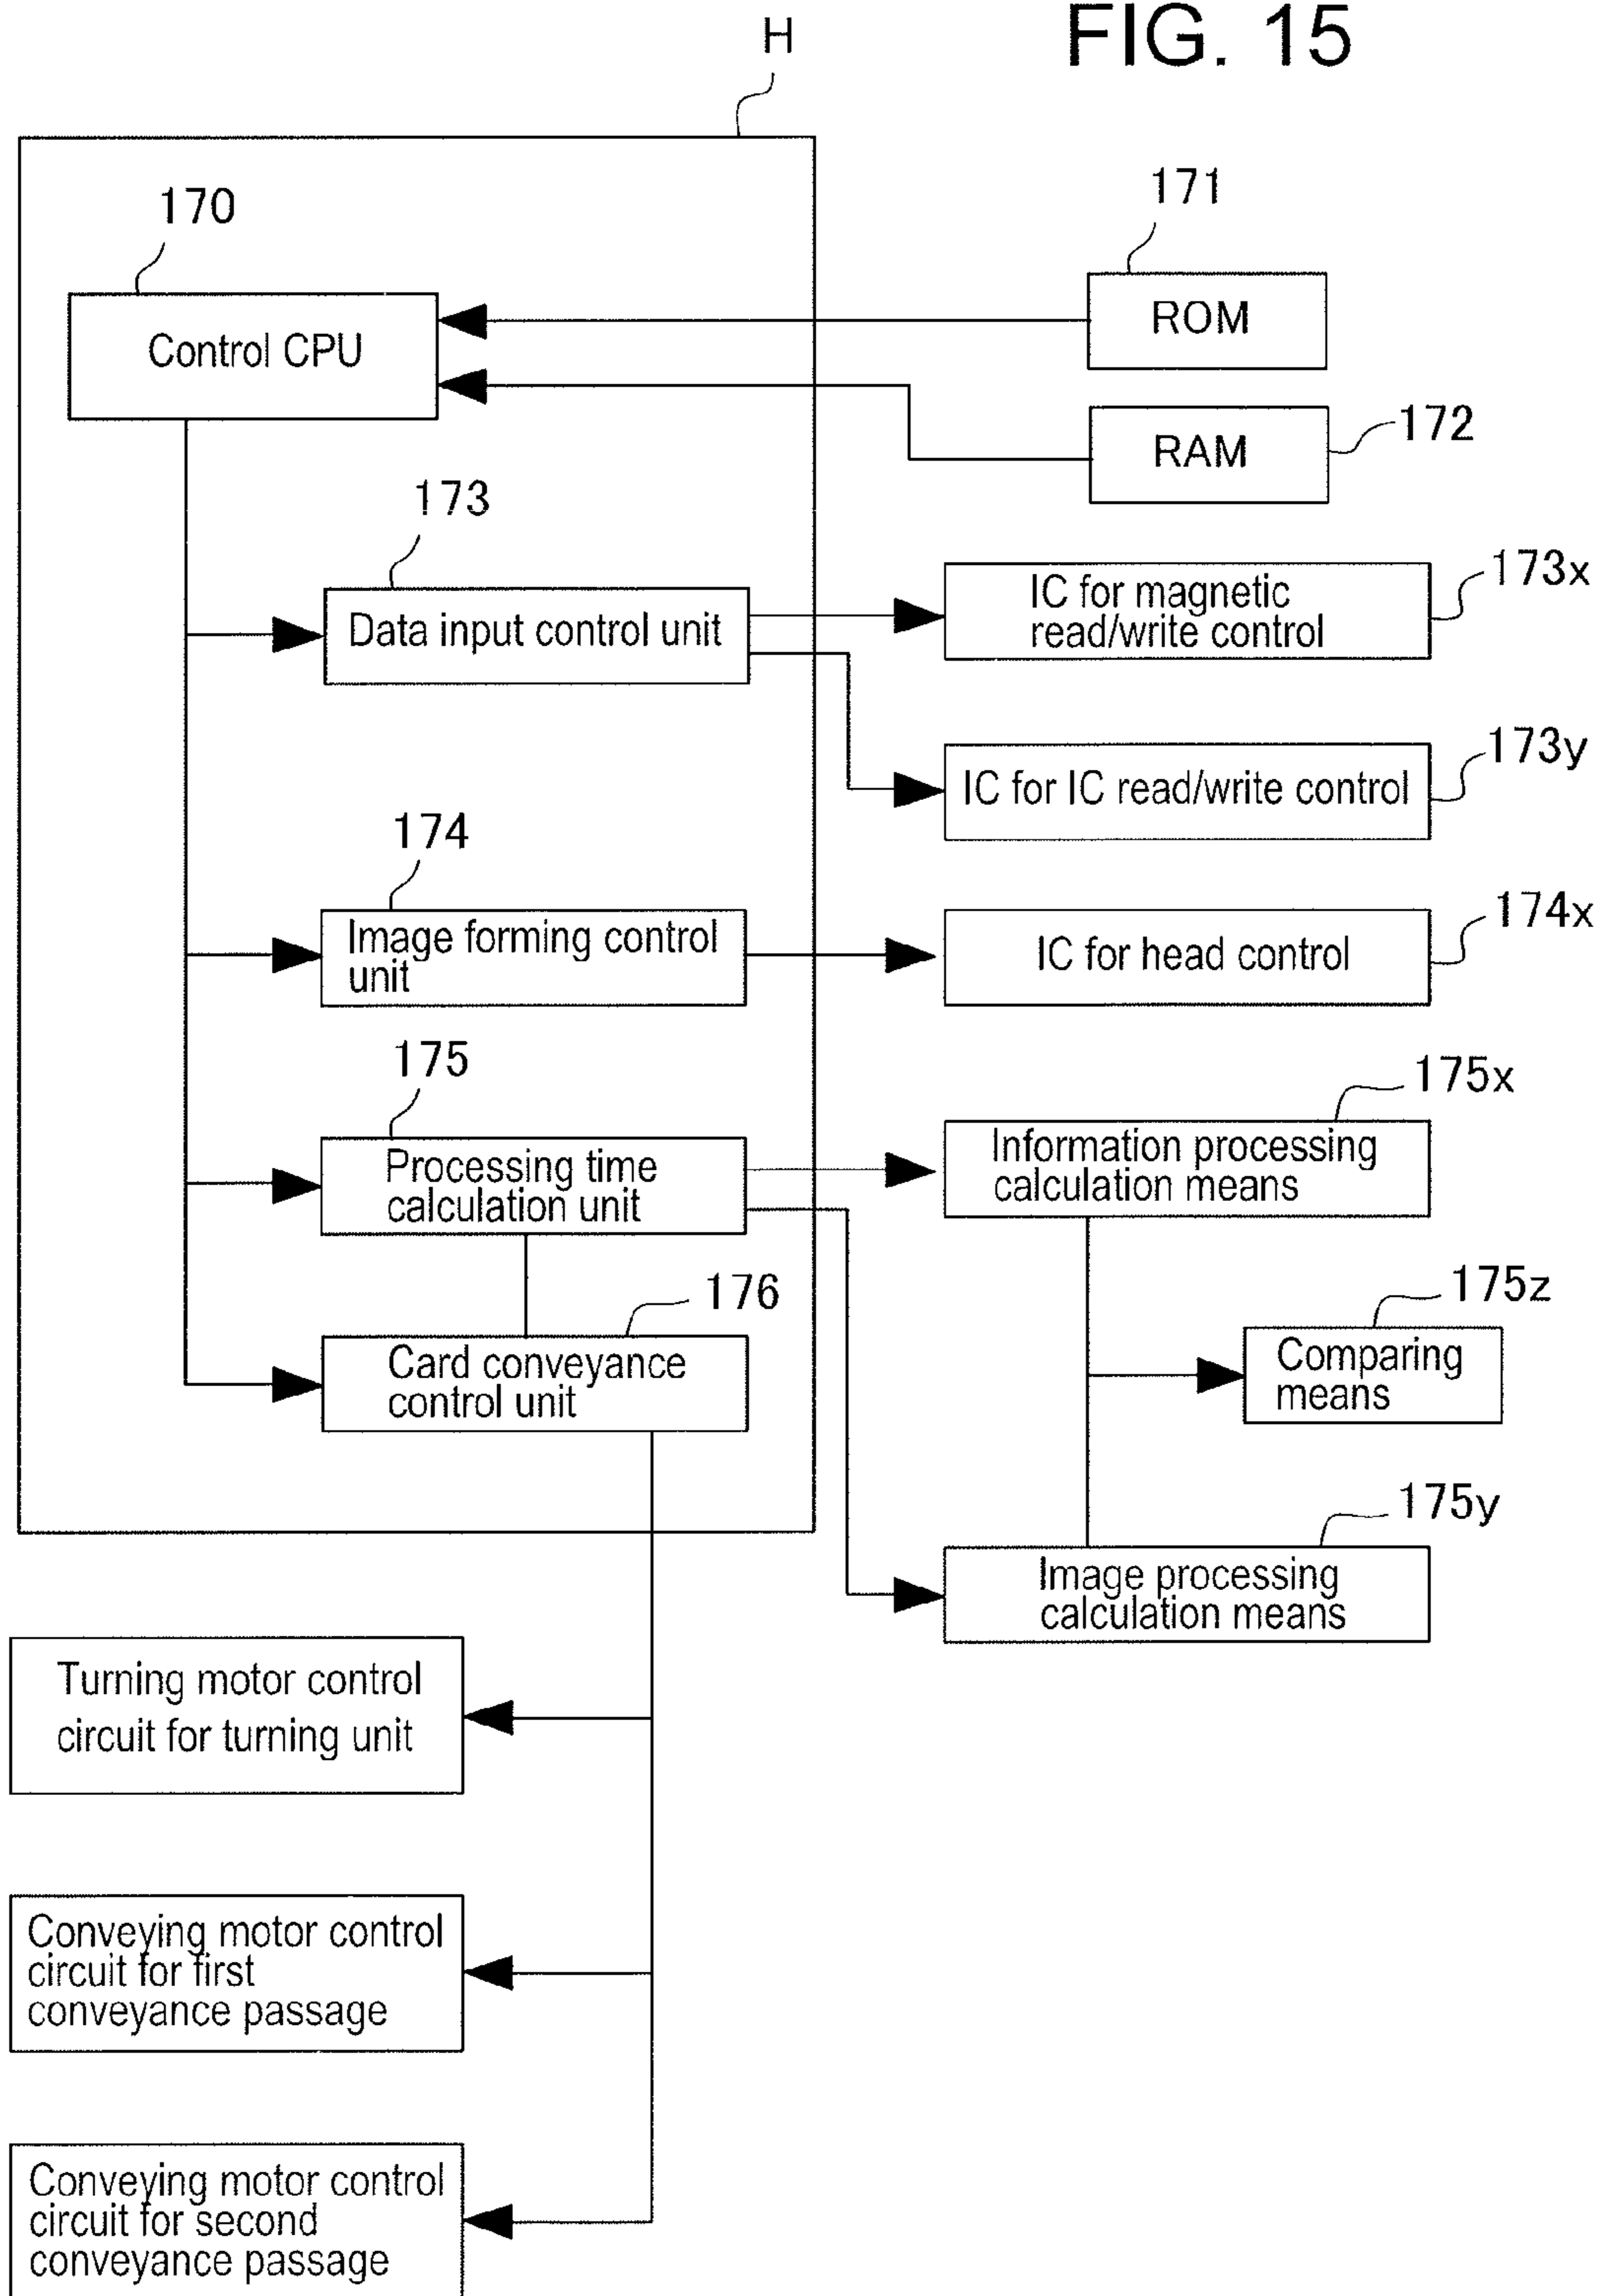 FIG. 15
H
170
171
Control CPU
ROM
RAM
172
173
Data input control unit
IC for magnetic
read/write control
173x
IC for IC read/write control
173y
174
Image forming control
unit
IC for head control
174x
175
Processing time
calculation unit
Information processing
calculation means
175x
176
Card conveyance
control unit
175z
Comparing
means
175y
Image processing
calculation means
Turning motor control
circuit for turning unit
Conveying motor control
circuit for first
conveyance passage
Conveying motor control
circuit for second
conveyance passage